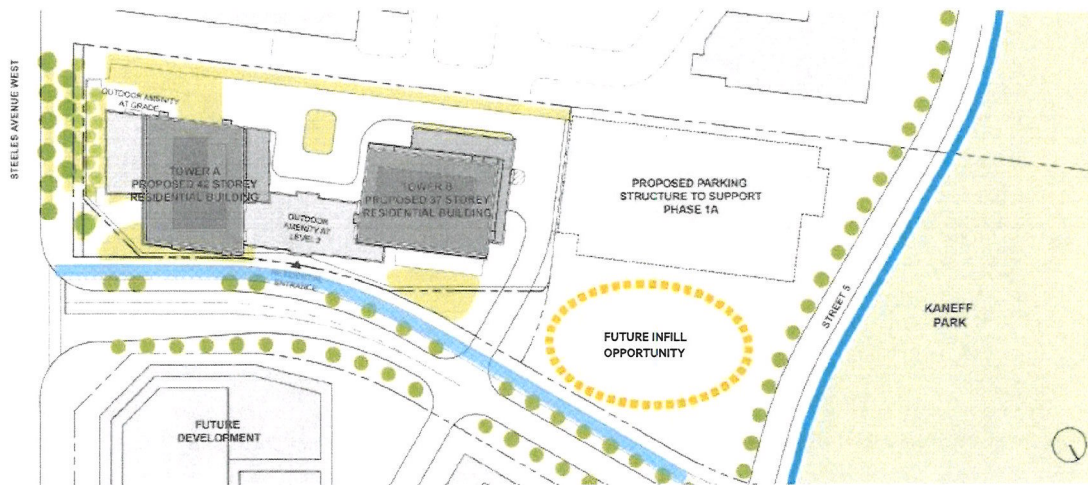 STEELES AVENUE WEST
OUTDOOR AMENITY
AT GRADE
TOWER A
PROPOSED 42 STOREY
RESIDENTIAL BUILDING
TOWER B
PROPOSED 37 STOREY
RESIDENTIAL BUILDING
OUTDOOR
AMENITY AT
LEVEL 2
RESIDENTIAL
ENTRANCE
PROPOSED PARKING
STRUCTURE TO SUPPORT
PHASE 1A
FUTURE INFILL
OPPORTUNITY
STREET 5
KANEFF
PARK
FUTURE
DEVELOPMENT